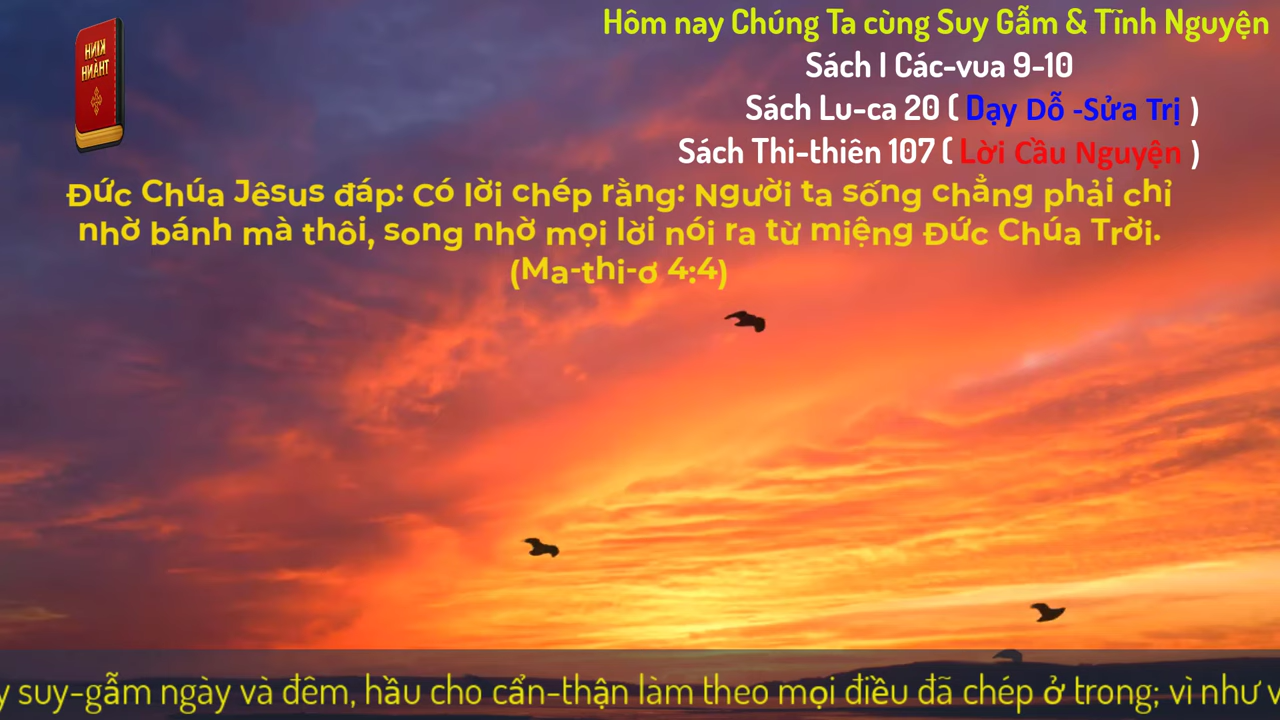 Hôm nay Chúng Ta cùng Suy Gẫm & Tĩnh Nguyện
Sách I Các-vua 9-10
Sách Lu-ca 20 ( Dạy Dỗ -Sửa Trị )
Sách Thi-thiên 107 ( Lời Cầu Nguyện )
KINH
THÁNH
Đức Chúa Jêsus đáp: Có lời chép rằng: Người ta sống chẳng phải chỉ
nhờ bánh mà thôi, song nhờ mọi lời nói ra từ miệng Đức Chúa Trời.
(Ma-thi-ơ 4:4)
suy-gẫm ngày và đêm, hầu cho cẩn-thận làm theo mọi điều đã chép ở trong; vì như